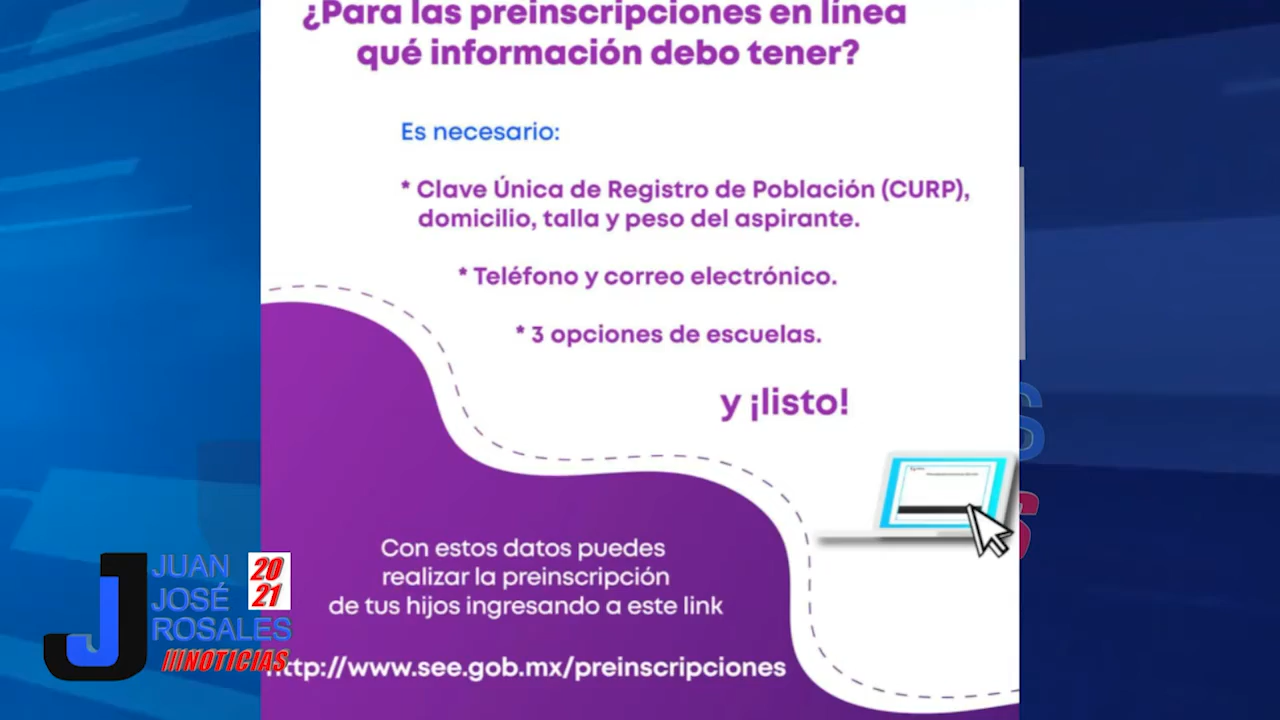 ¿Para las preinscripciones en línea
qué información debo tener?
Es necesario:
* Clave Única de Registro de Población (CURP),
domicilio, talla y peso del aspirante.
* Teléfono y correo electrónico.
* 3 opciones de escuelas.
y ¡listo!
Con estos datos puedes
realizar la preinscripción
de tus hijos ingresando a este link
http://www.see.gob.mx/preinscripciones
J
JUAN
JOSÉ
ROSALES
20
21
///NOTICIAS